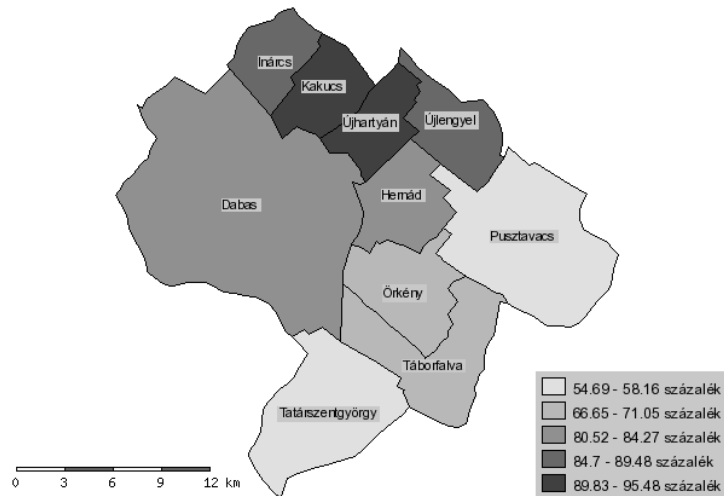 Inárcs
Kakucs
Újhartyán
Újlengyel
Dabas
Hernád
Pusztavacs
Örkény
Táborfalva
Tatárszentgyörgy
54.69 - 58.16 százalék
66.65 - 71.05 százalék
80.52 - 84.27 százalék
84.7 - 89.48 százalék
89.83 - 95.48 százalék
0 3 6 9 12 km